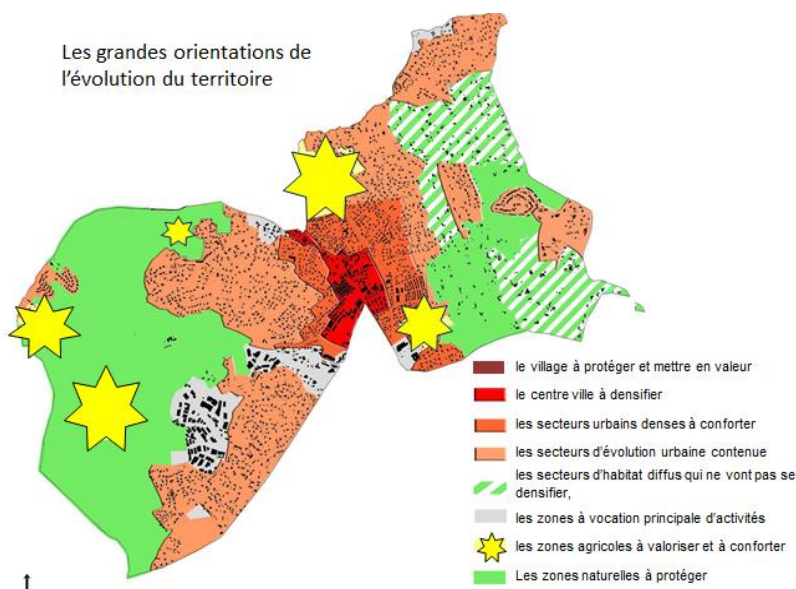 Les grandes orientations de
l'évolution du territoire
le village à protéger et mettre en valeur
le centre ville à densifier
les secteurs urbains denses à conforter
les secteurs d'évolution urbaine contenue
les secteurs d'habitat diffus qui ne vont pas se
densifier,
les zones à vocation principale d'activités
les zones agricoles à valoriser et à conforter
Les zones naturelles à protéger